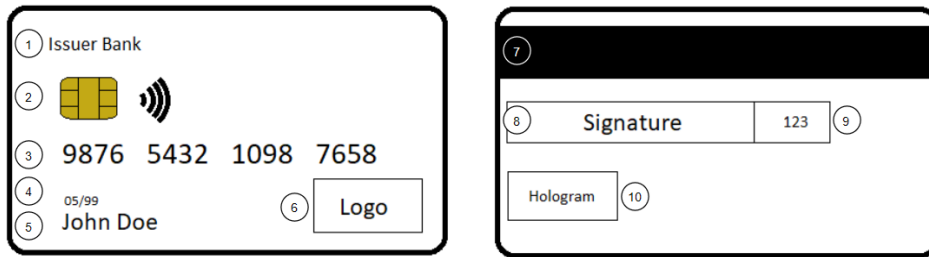 1 Issuer Bank
2
3 9876 5432 1098 7658
4 05/99
5 John Doe
6 Logo
7
8 Signature 123 9
Hologram 10